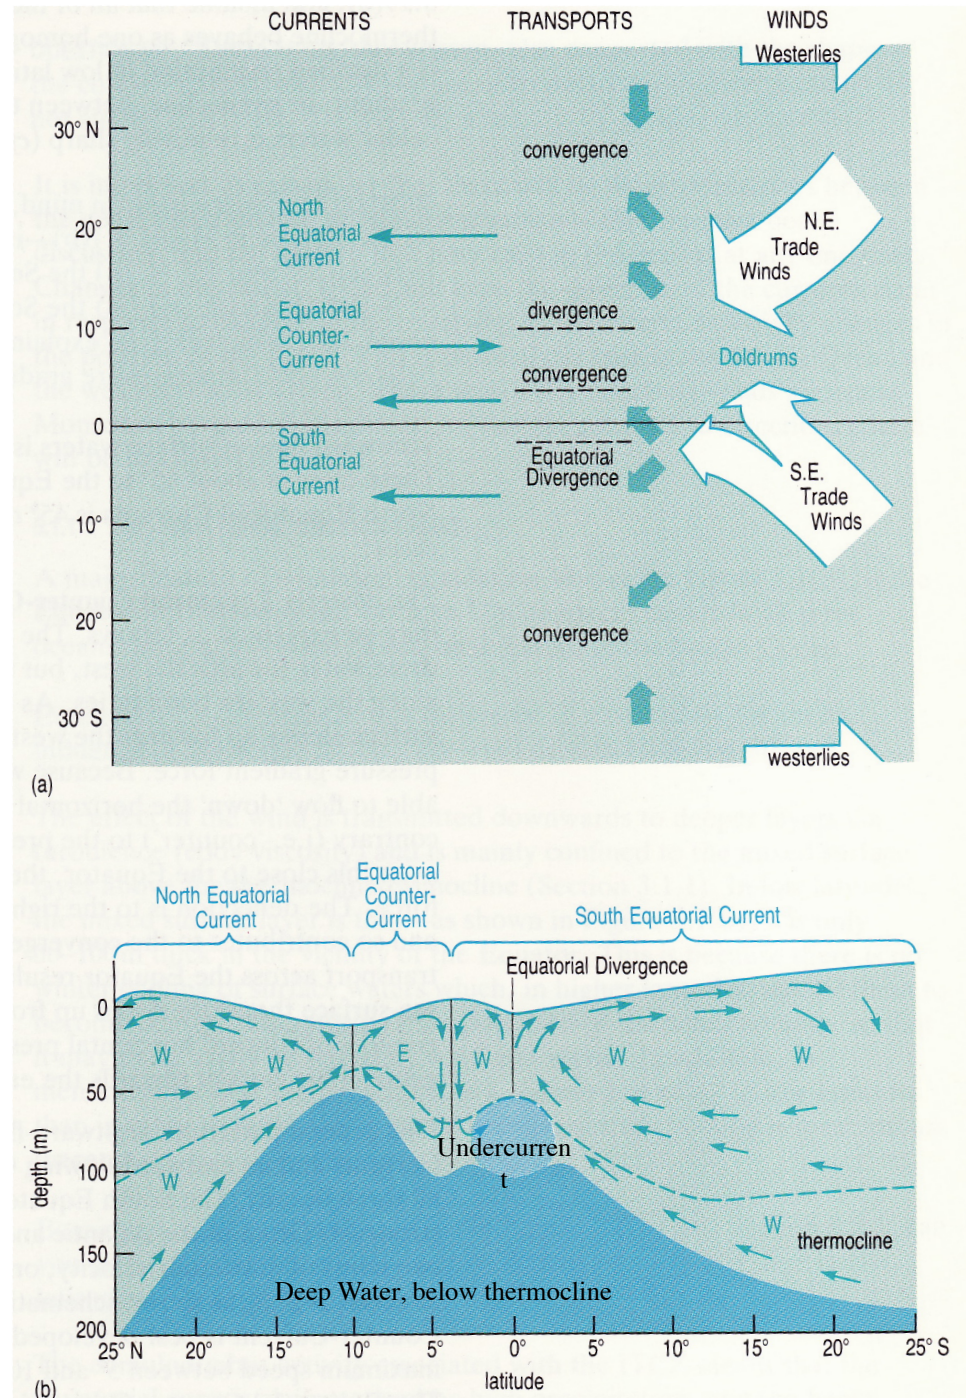 CURRENTS TRANSPORTS WINDS
Westerlies
30° N
convergence
North
Equatorial
Current
20°
N.E.
Trade
Winds
Equatorial
Counter-
Current
10°
divergence
Doldrums
convergence
0
South
Equatorial
Current
Equatorial
Divergence
S.E.
Trade
Winds
10°
20°
convergence
30° S
westerlies
(a)
North Equatorial
Current
Equatorial
Counter-
Current
South Equatorial Current
Equatorial Divergence
0
W W E W W W
50
depth (m)
Undercurren
t
100
W
W
thermocline
150
Deep Water, below thermocline
200
25° N 20° 15° 10° 5° 0° 5° 10° 15° 20° 25° S
latitude
(b)